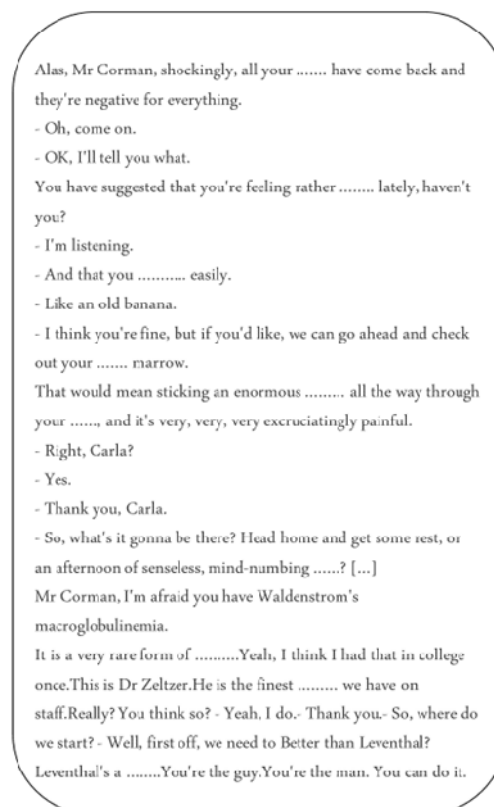 Alas, Mr Corman, shockingly, all your ....... have come back and
they're negative for everything.
- Oh, come on.
- OK, I'll tell you what.
You have suggested that you're feeling rather ........ lately, haven't
you?
- I'm listening.
- And that you ........... easily.
- Like an old banana.
- I think you're fine, but if you'd like, we can go ahead and check
out your ....... marrow.
That would mean sticking an enormous ......... all the way through
your ......, and it's very, very, very excruciatingly painful.
- Right, Carla?
- Yes.
- Thank you, Carla.
- So, what's it gonna be there? Head home and get some rest, or
an afternoon of senseless, mind-numbing ......? [...]
Mr Corman, I'm afraid you have Waldenstrom's
macroglobulinemia.
It is a very rare form of ..........Yeah, I think I had that in college
once.This is Dr Zeltzer.He is the finest ......... we have on
staff.Really? You think so? - Yeah, I do.- Thank you.- So, where do
we start? - Well, first off, we need to Better than Leventhal?
Leventhal's a ........You're the guy.You're the man. You can do it.